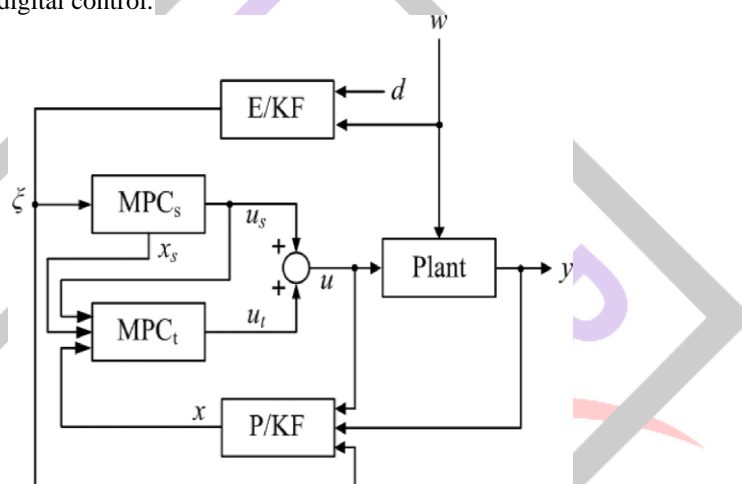 digital control.
w
E/KF
d
ξ
MPCs
us
xs
+
+
u
Plant
y
MPCt
ut
x
P/KF